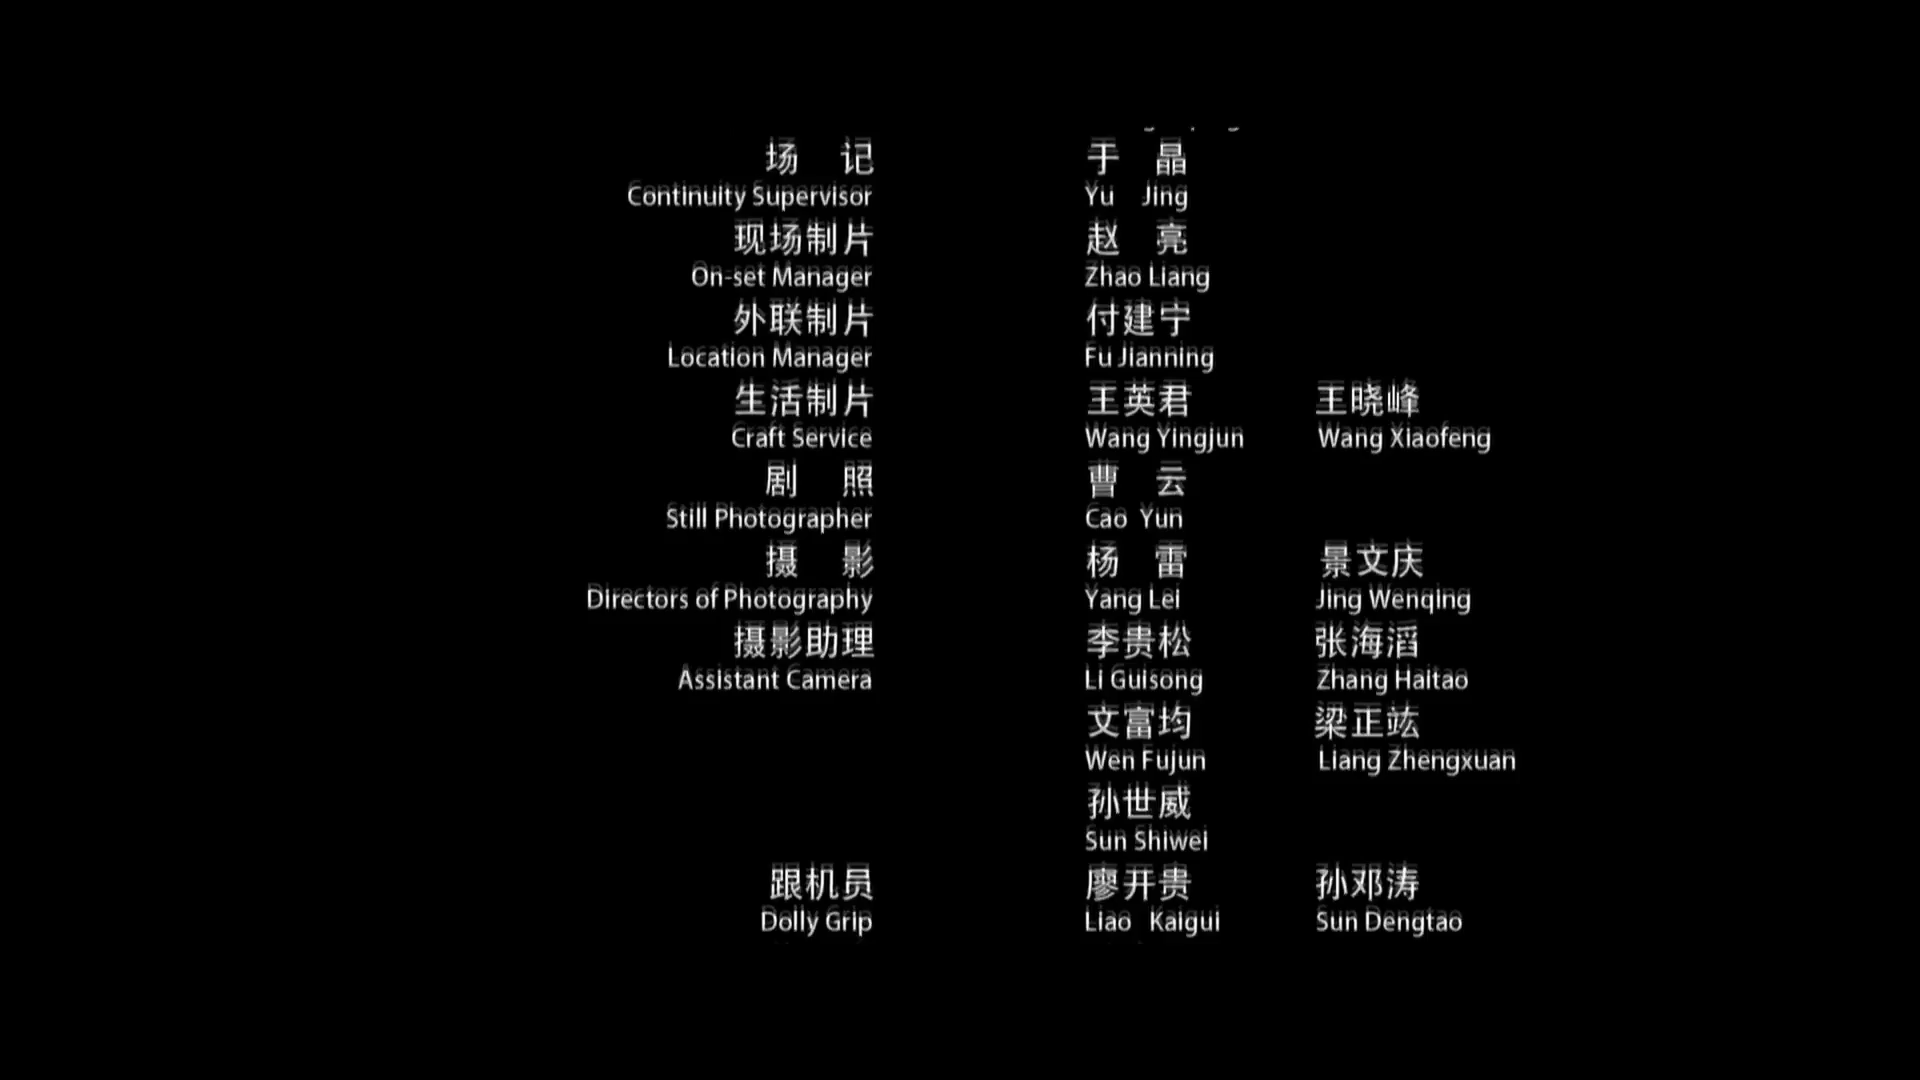 场 记 于 晶
Continuity Supervisor Yu Jing
现场制片 赵 亮
On-set Manager Zhao Liang
外联制片 付建宁
Location Manager Fu Jianning
生活制片 王英君 王晓峰
Craft Service Wang Yingjun Wang Xiaofeng
剧 照 曹 云
Still Photographer Cao Yun
摄 影 杨 雷 景文庆
Directors of Photography Yang Lei Jing Wenqing
摄影助理 李贵松 张海滔
Assistant Camera Li Guisong Zhang Haitao
文富均 梁正竑
Wen Fujun Liang Zhengxuan
孙世威
Sun Shiwei
跟机员 廖开贵 孙邓涛
Dolly Grip Liao Kaigui Sun Dengtao